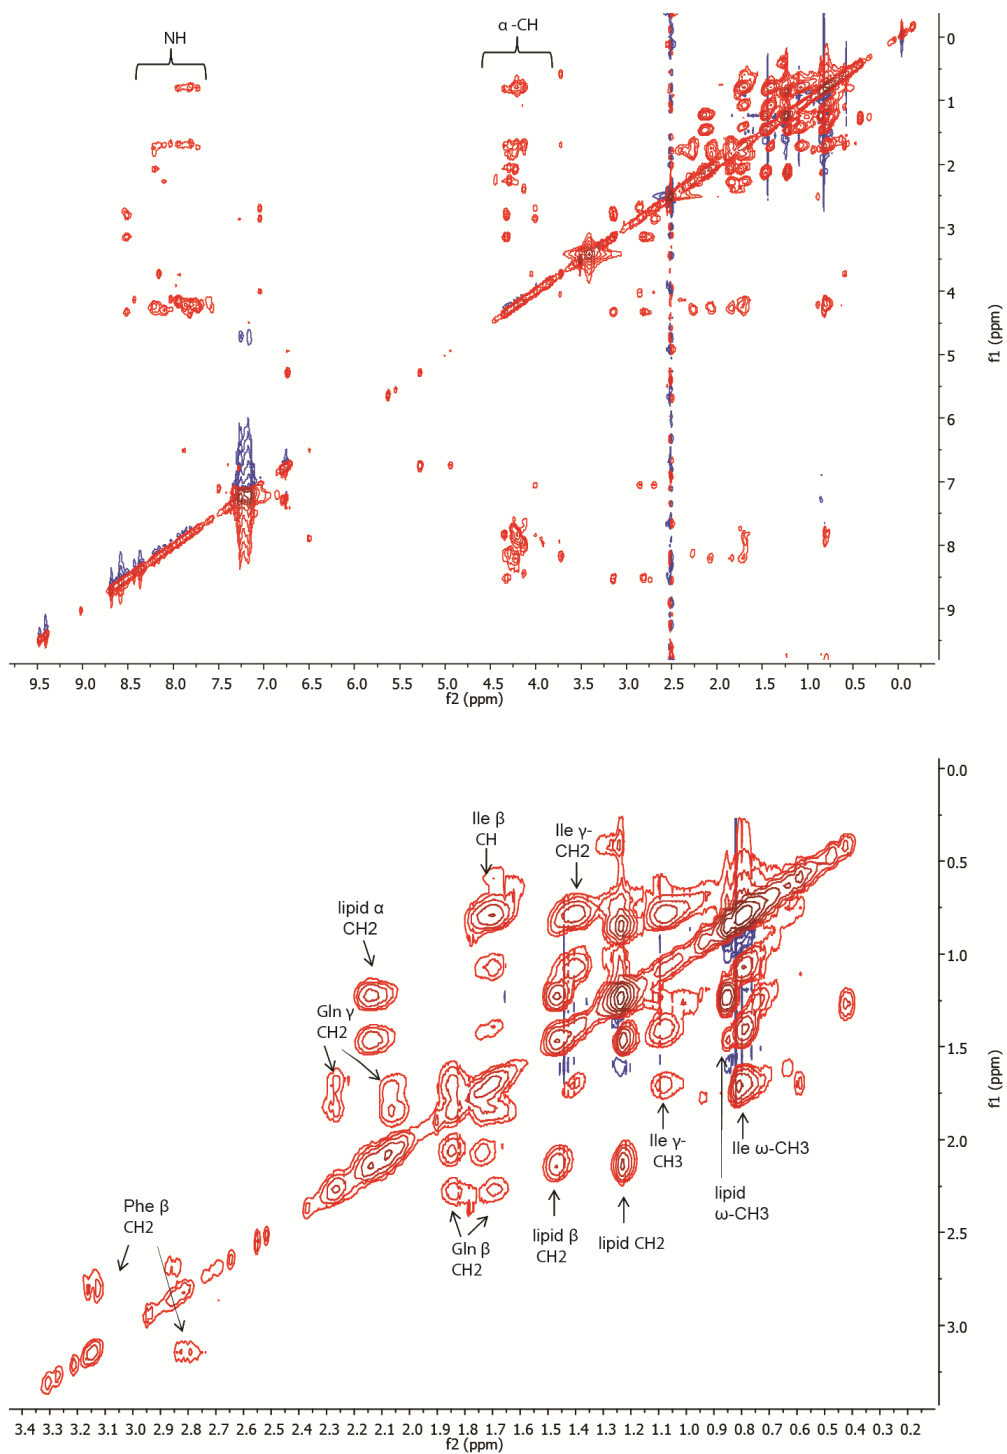 NH
α -CH
0
1
2
3
4
5
6
7
8
9
f1 (ppm)
9.5 9.0 8.5 8.0 7.5 7.0 6.5 6.0 5.5 5.0 4.5 4.0 3.5 3.0 2.5 2.0 1.5 1.0 0.5 0.0
f2 (ppm)
Ile β
CH
Ile γ-
CH2
lipid α
CH2
Gln γ
CH2
Phe β
CH2
Gln β
CH2
lipid β
CH2
lipid CH2
Ile γ-
CH3
lipid
ω-CH3
Ile ω-CH3
0.0
0.5
1.0
1.5
2.0
2.5
3.0
f1 (ppm)
3.4 3.3 3.2 3.1 3.0 2.9 2.8 2.7 2.6 2.5 2.4 2.3 2.2 2.1 2.0 1.9 1.8 1.7 1.6 1.5 1.4 1.3 1.2 1.1 1.0 0.9 0.8 0.7 0.6 0.5 0.4 0.3 0.2
f2 (ppm)